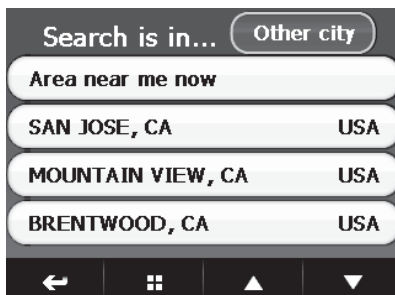 Search is in... Other city
Area near me now
SAN JOSE, CA USA
MOUNTAIN VIEW, CA USA
BRENTWOOD, CA USA